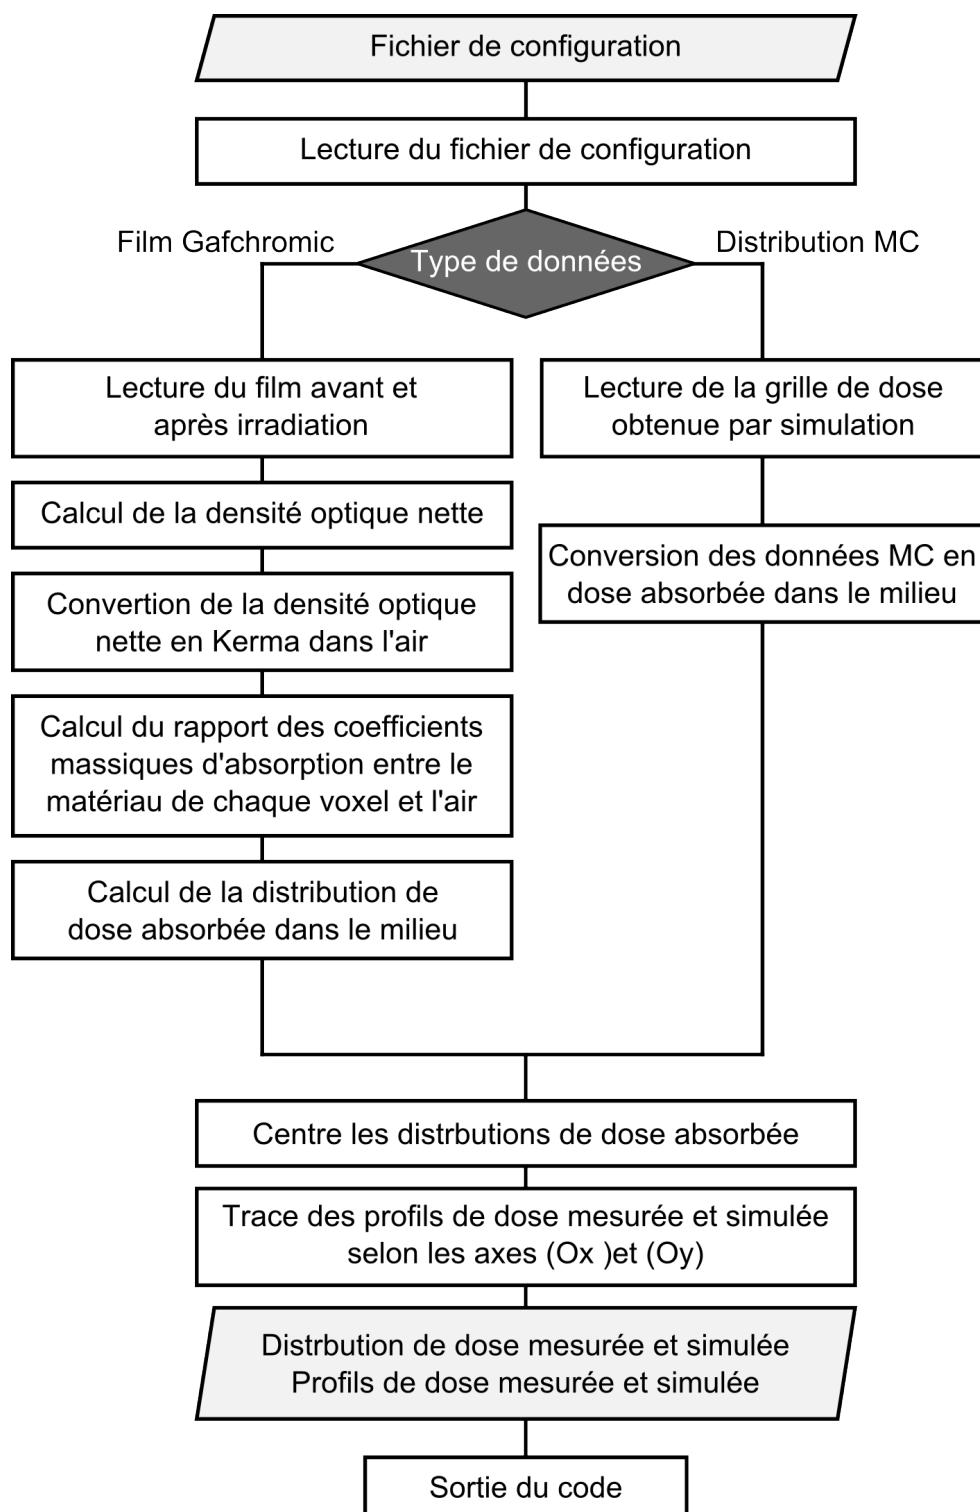 Fichier de configuration
Lecture du fichier de configuration
Film Gafchromic
Type de données
Distribution MC
Lecture du film avant et
après irradiation
Calcul de la densité optique nette
Convertion de la densité optique
nette en Kerma dans l'air
Calcul du rapport des coefficients
massiques d'absorption entre le
matériau de chaque voxel et l'air
Calcul de la distribution de
dose absorbée dans le milieu
Lecture de la grille de dose
obtenue par simulation
Conversion des données MC en
dose absorbée dans le milieu
Centre les distrbutions de dose absorbée
Trace des profils de dose mesurée et simulée
selon les axes (Ox )et (Oy)
Distrbution de dose mesurée et simulée
Profils de dose mesurée et simulée
Sortie du code